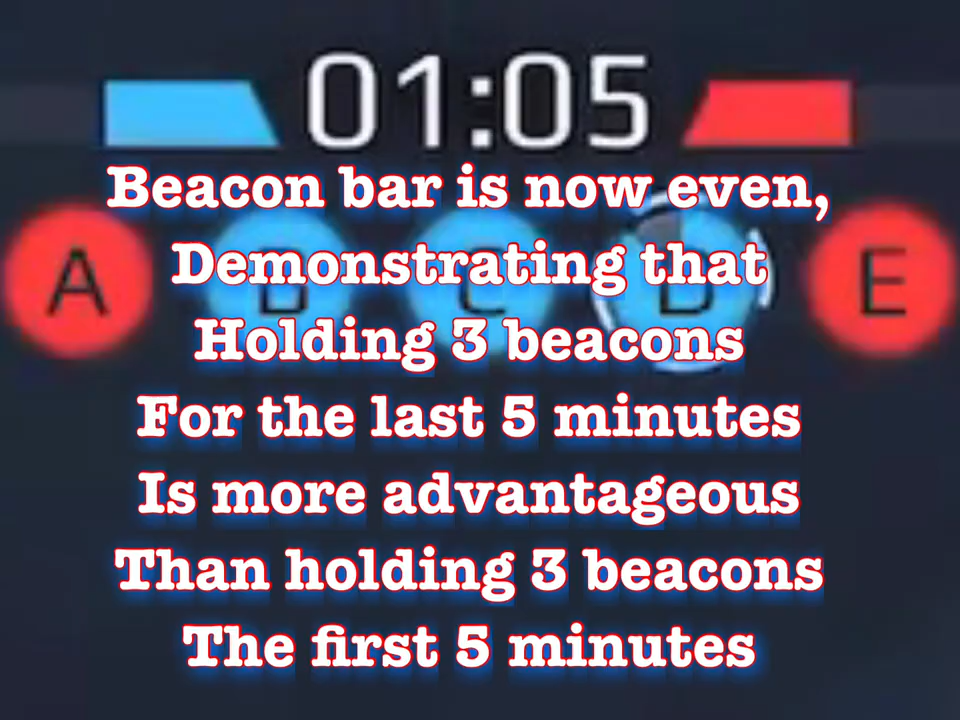 01:05
Beacon bar is now even,
A B C D E
Demonstrating that
Holding 3 beacons
For the last 5 minutes
Is more advantageous
Than holding 3 beacons
The first 5 minutes